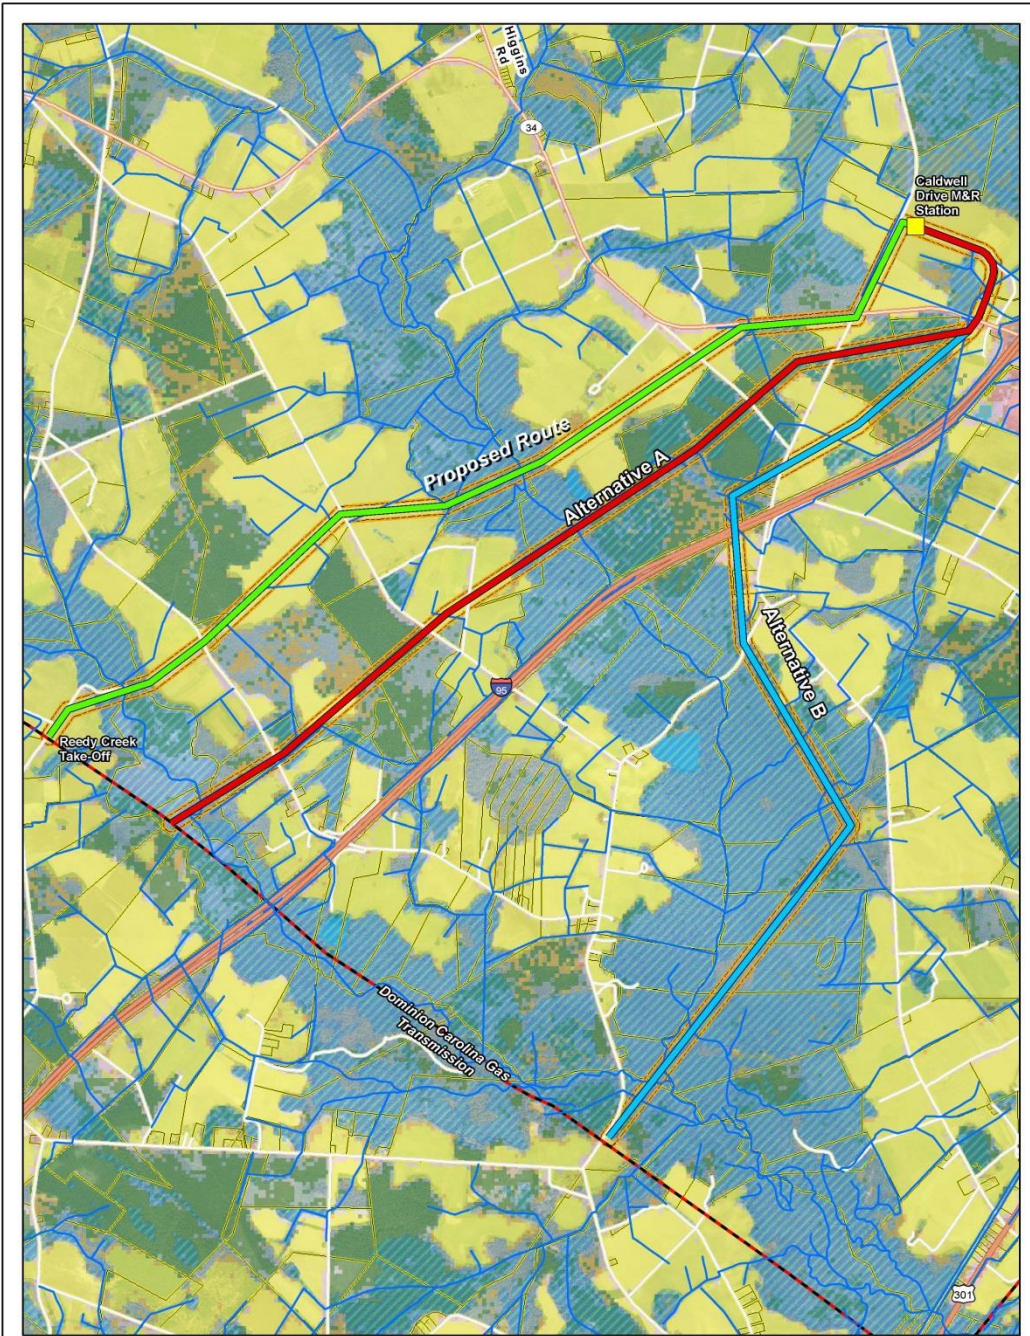 Higgins
Rd
34
Caldwell
Drive M&R
Station
Proposed Route
Alternative A
Alternative B
95
Reedy Creek
Take-Off
Dominion Carolina Gas
Transmission
301